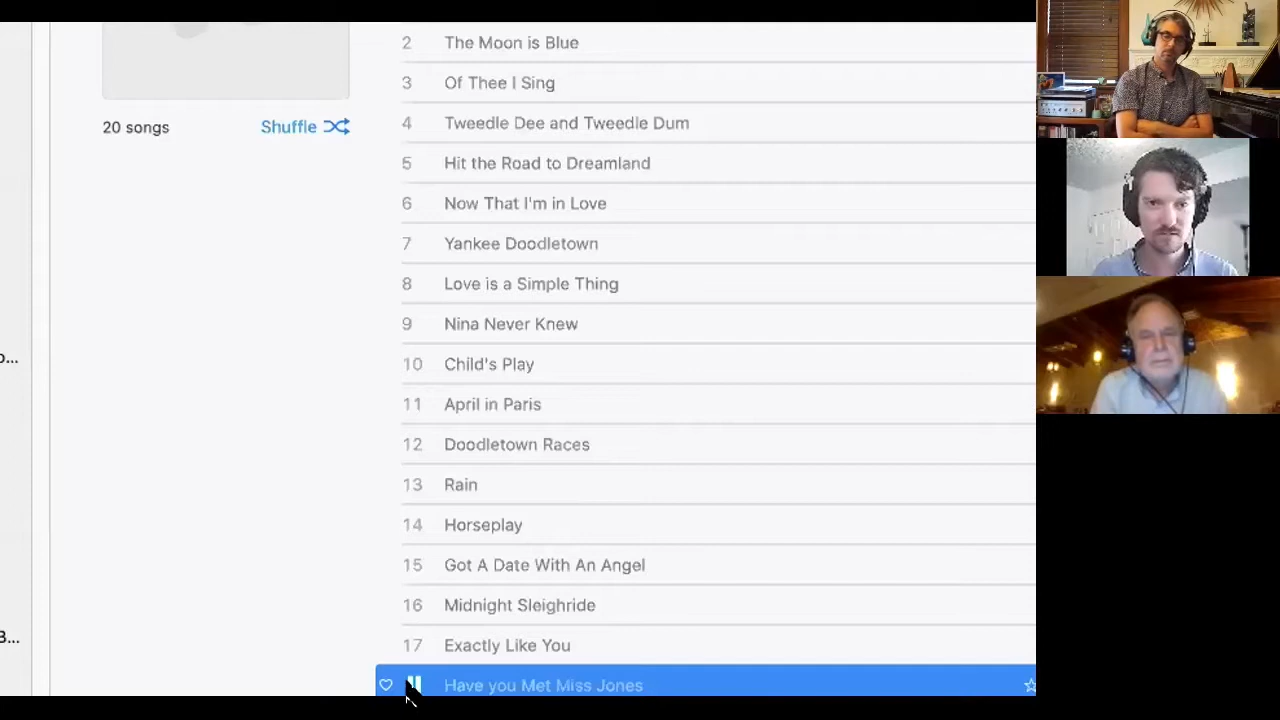 2 The Moon is Blue
3 Of Thee I Sing
20 songs Shuffle
4 Tweedle Dee and Tweedle Dum
5 Hit the Road to Dreamland
6 Now That I'm in Love
7 Yankee Doodletown
8 Love is a Simple Thing
9 Nina Never Knew
o...
10 Child's Play
11 April in Paris
12 Doodletown Races
13 Rain
14 Horseplay
15 Got A Date With An Angel
16 Midnight Sleighride
B...
17 Exactly Like You
Have you Met Miss Jones